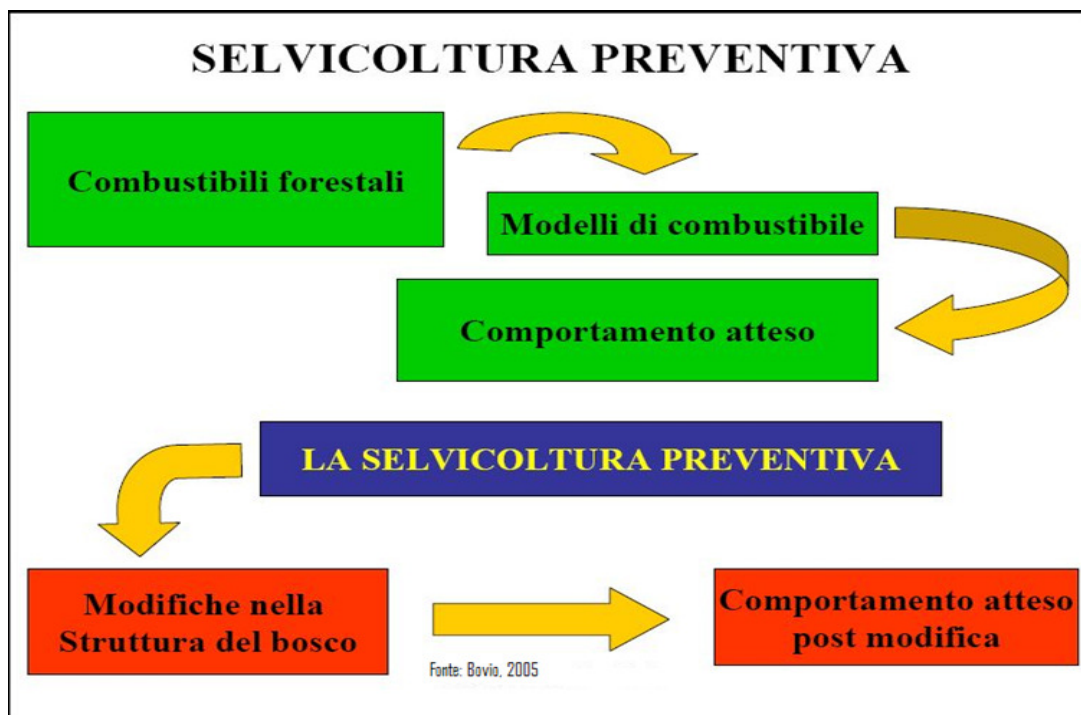 SELVICOLTURA PREVENTIVA
Combustibili forestali
Modelli di combustibile
Comportamento atteso
LA SELVICOLTURA PREVENTIVA
Modifiche nella
Struttura del bosco
Comportamento atteso
post modifica
Fonte: Bovio, 2005